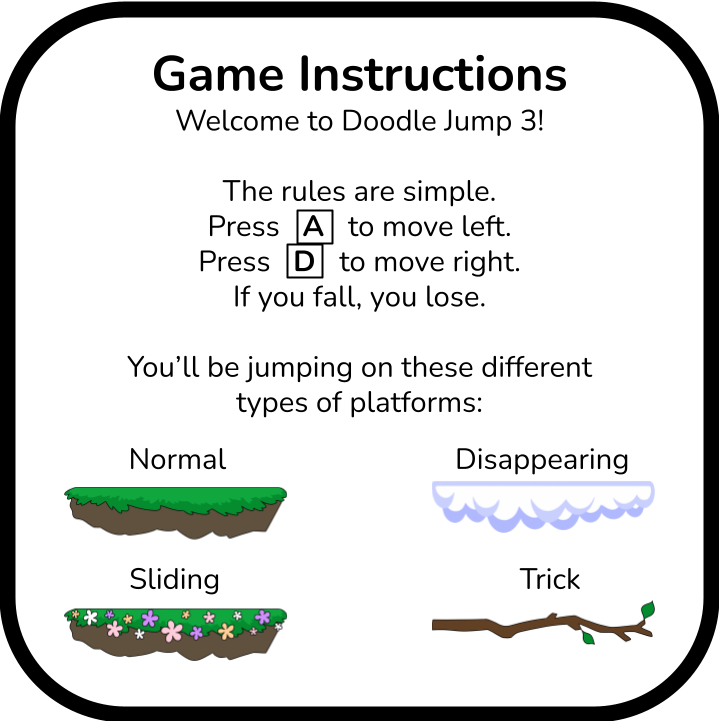 Game Instructions
Welcome to Doodle Jump 3!
The rules are simple.
Press A to move left.
Press D to move right.
If you fall, you lose.
You’ll be jumping on these different
types of platforms:
Normal
Disappearing
Sliding
Trick